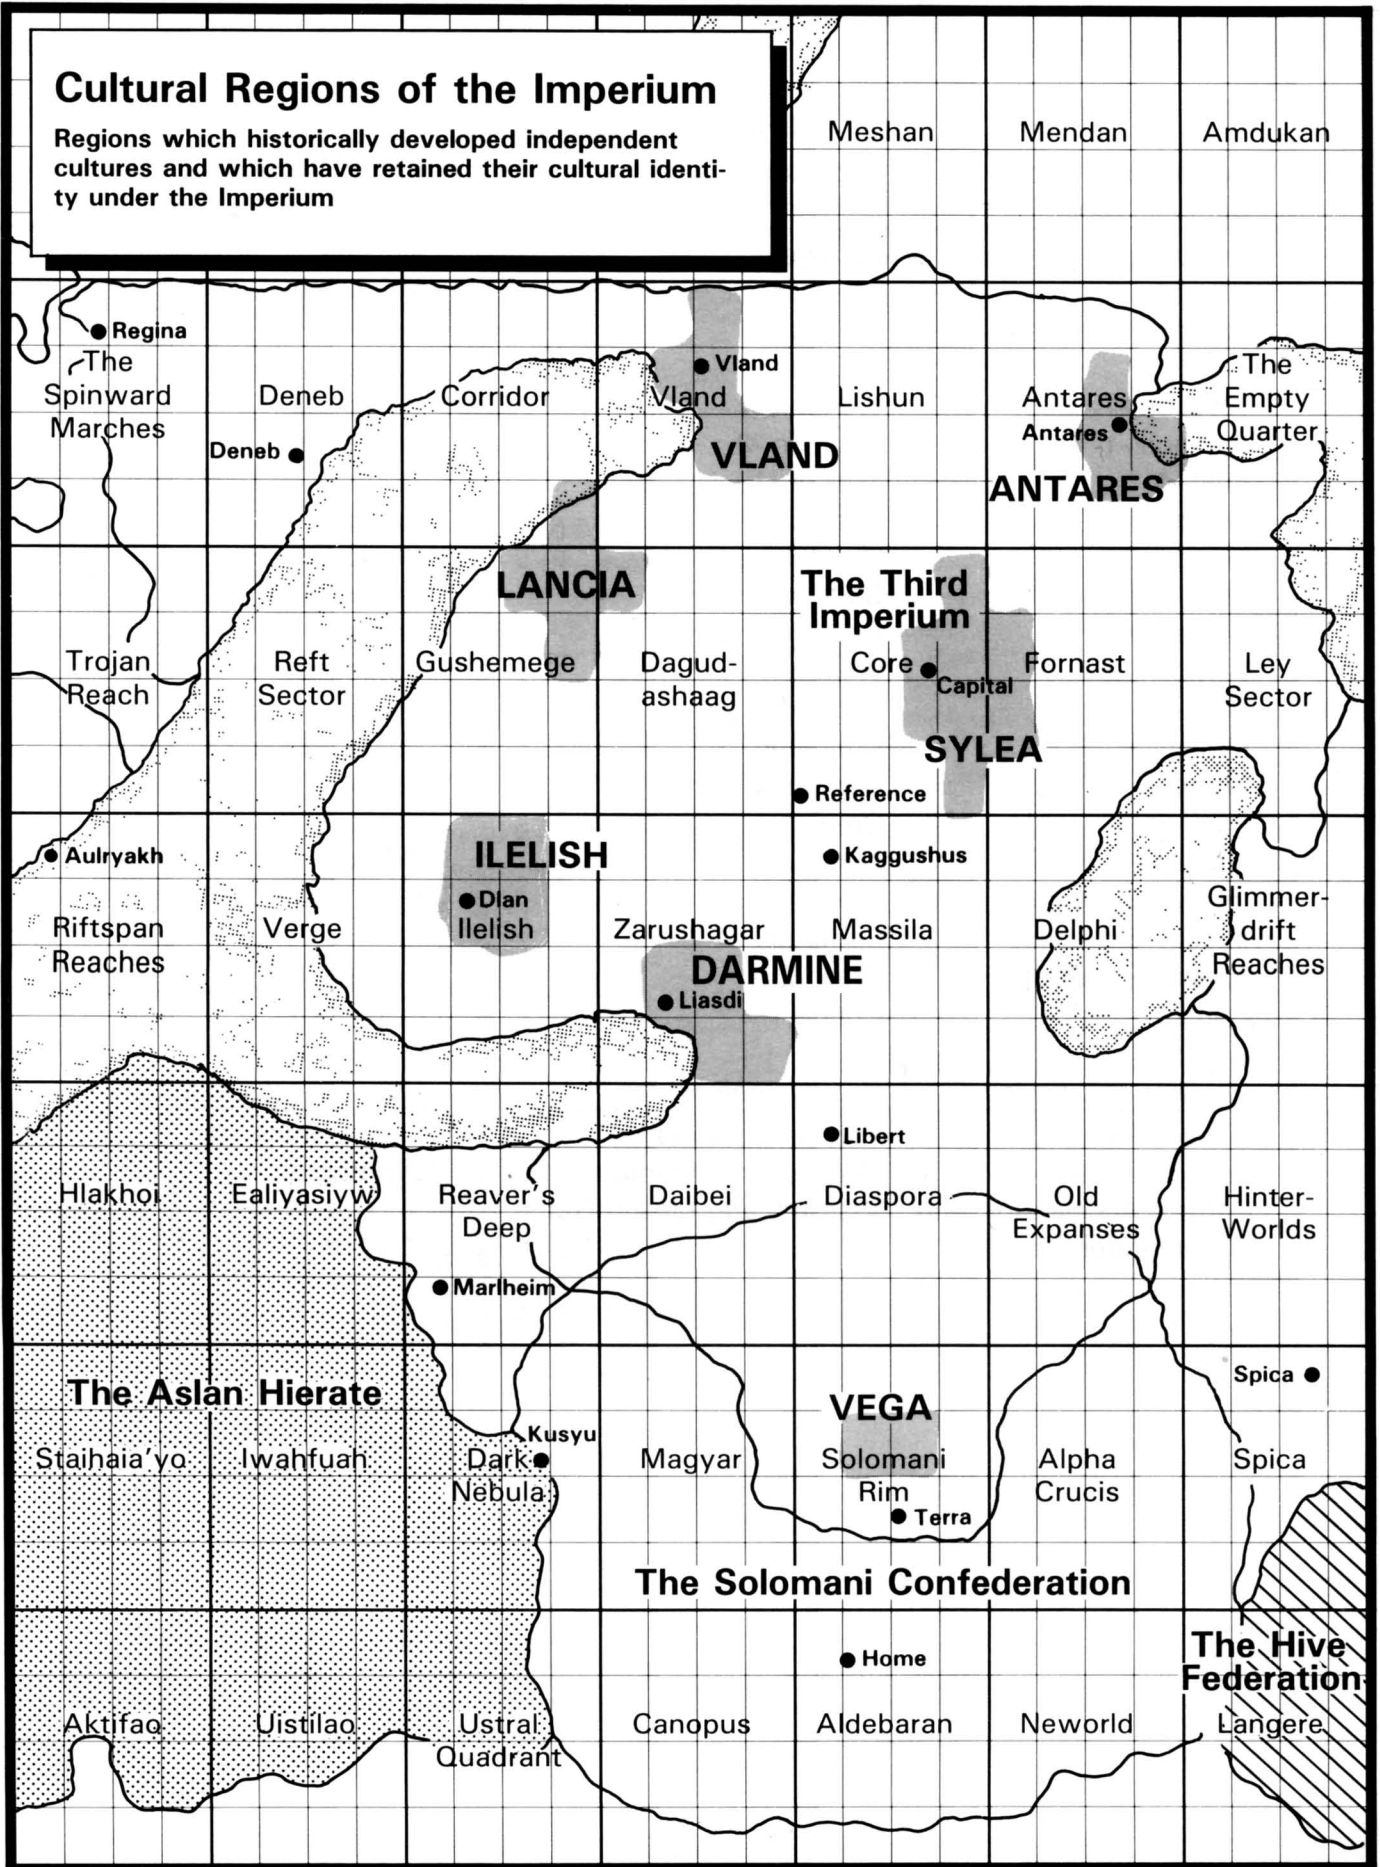 Cultural Regions of the Imperium
Regions which historically developed independent
cultures and which have retained their cultural identi-
ty under the Imperium
Meshan
Mendan
Amdukan
Regina
The
Spinward
Marches
Deneb
Deneb
Corridor
Vland
Vland
VLAND
Lishun
Antares
Antares
ANTARES
The
Empty
Quarter
LANCIA
The Third
Imperium
Trojan
Reach
Reft
Sector
Gushemege
Dagud-
ashaag
Core
Capital
Fornast
Ley
Sector
SYLEA
Reference
Aulryakh
ILELISH
Dlan
Ilelish
Kaggushus
Riftspan
Reaches
Verge
Zarushagar
Massila
Delphi
Glimmer-
drift
Reaches
DARMINE
Liasdi
Libert
Hlakhoi
Ealiyasiyw
Reaver's
Deep
Daibei
Diaspora
Old
Expanses
Hinter-
Worlds
Marlheim
The Aslan Hierate
VEGA
Spica
Kusyu
Staihaia'yo
Iwahfuah
Dark
Nebula
Magyar
Solomani
Rim
Alpha
Crucis
Spica
Terra
The Solomani Confederation
Home
The Hive
Federation
Aktifao
Uistilao
Ustral
Quadrant
Canopus
Aldebaran
Neworld
Langere